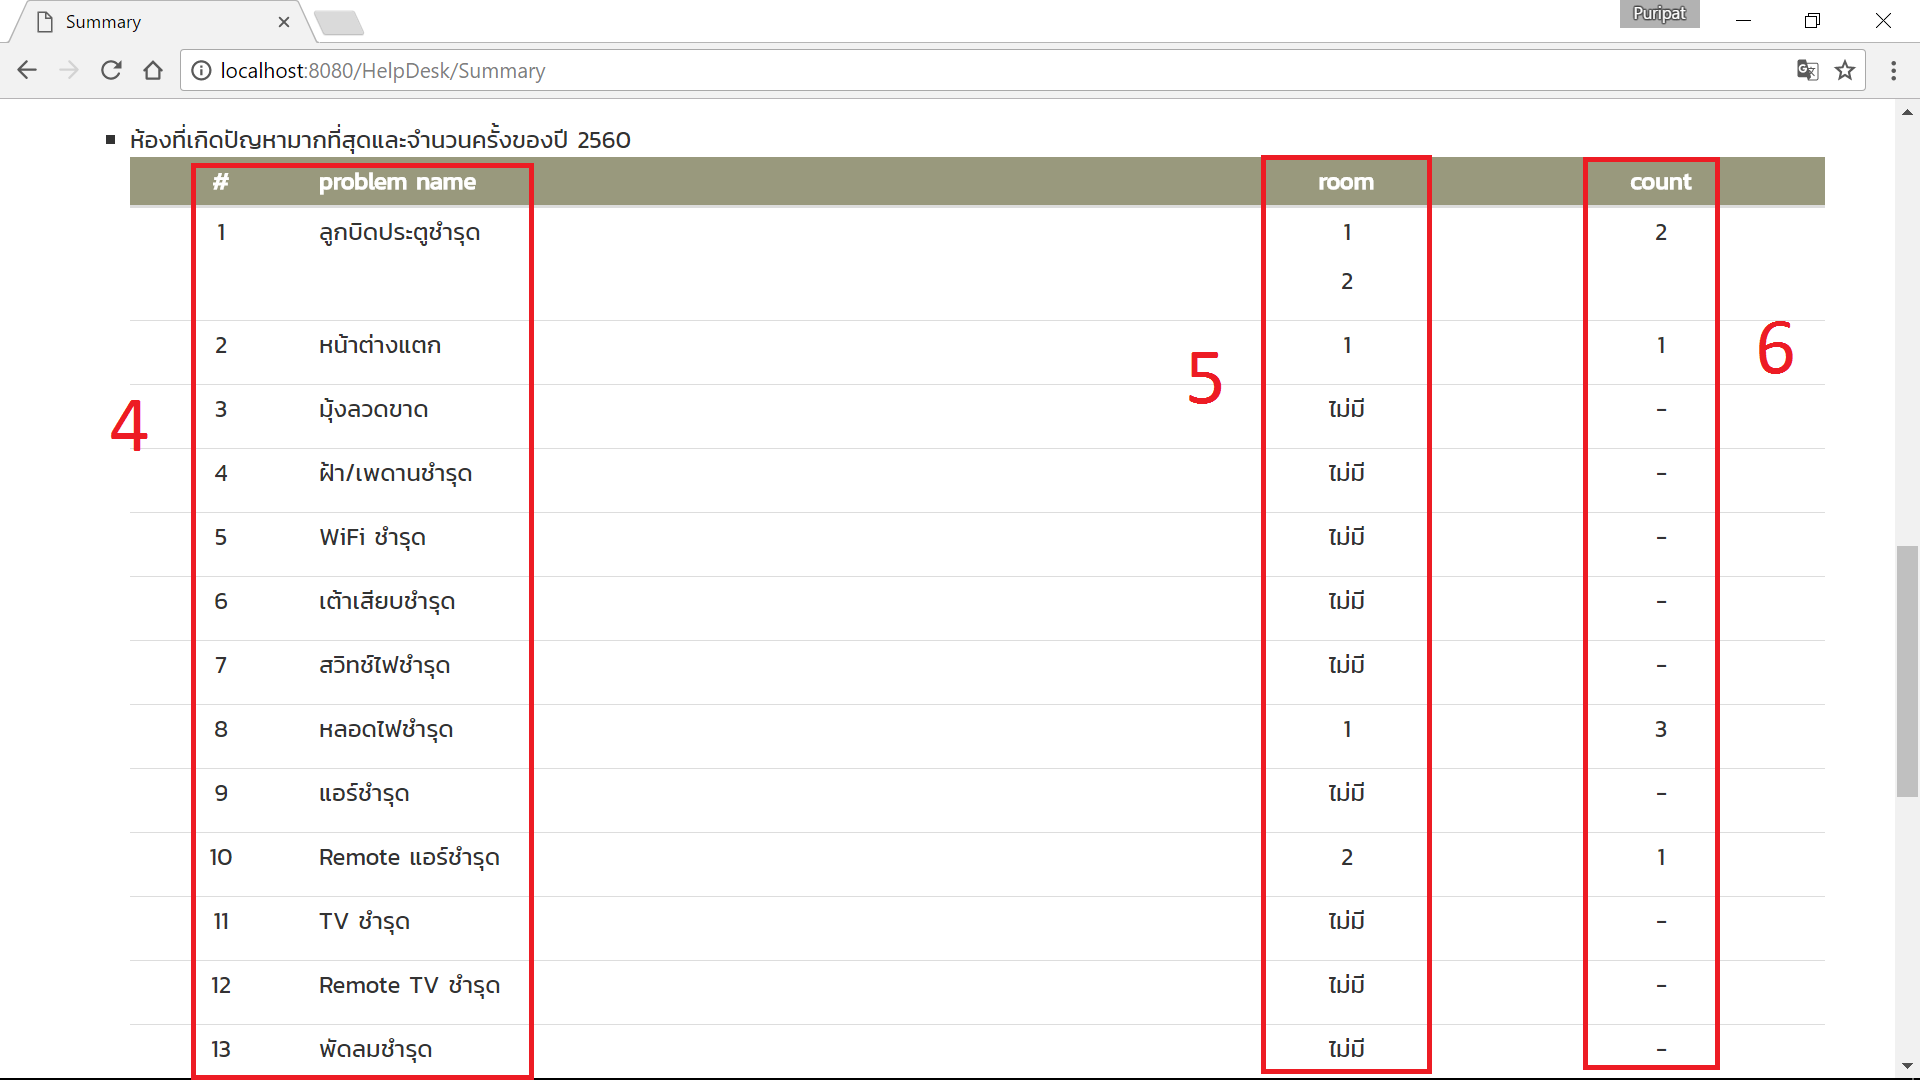 Summary
Puripat
localhost:8080/HelpDesk/Summary
ห้องที่เกิดปัญหามากที่สุดและจำนวนครั้งของปี 2560
# problem name room count
1 ลูกบิดประตูชำรุด 1 2
2
2 หน้าต่างแตก 1 1
3 มุ้งลวดขาด ไม่มี -
4 ฝ้า/เพดานชำรุด ไม่มี -
5 WiFi ชำรุด ไม่มี -
6 เต้าเสียบชำรุด ไม่มี -
7 สวิทช์ไฟชำรุด ไม่มี -
8 หลอดไฟชำรุด 1 3
9 แอร์ชำรุด ไม่มี -
10 Remote แอร์ชำรุด 2 1
11 TV ชำรุด ไม่มี -
12 Remote TV ชำรุด ไม่มี -
13 พัดลมชำรุด ไม่มี -
4
5
6